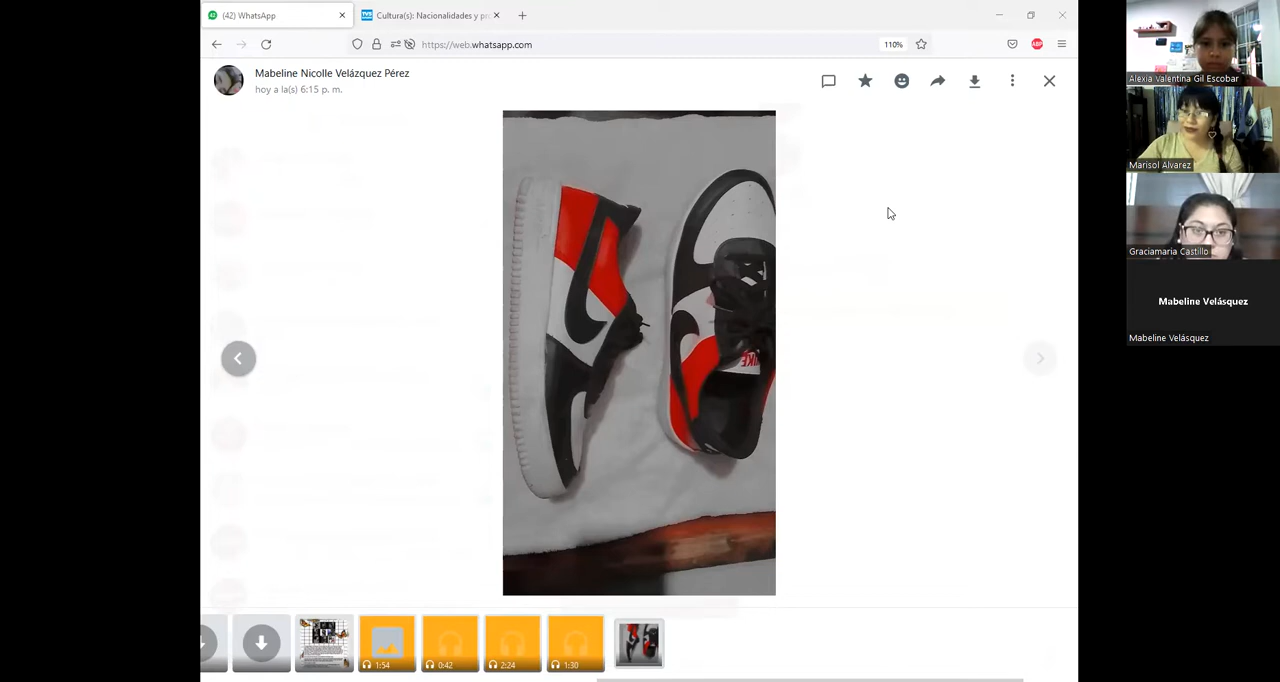 (42) WhatsApp
Cultura(s): Nacionalidades y pr
https://web.whatsapp.com
110%
ABP
Mabeline Nicolle Velázquez Pérez
hoy a la(s) 6:15 p. m.
NIKE
1:54
0:42
2:24
1:30
Alexia Valentina Gil Escobar
Marisol Alvarez
Graciamaria Castillo
Mabeline Velásquez
Mabeline Velásquez